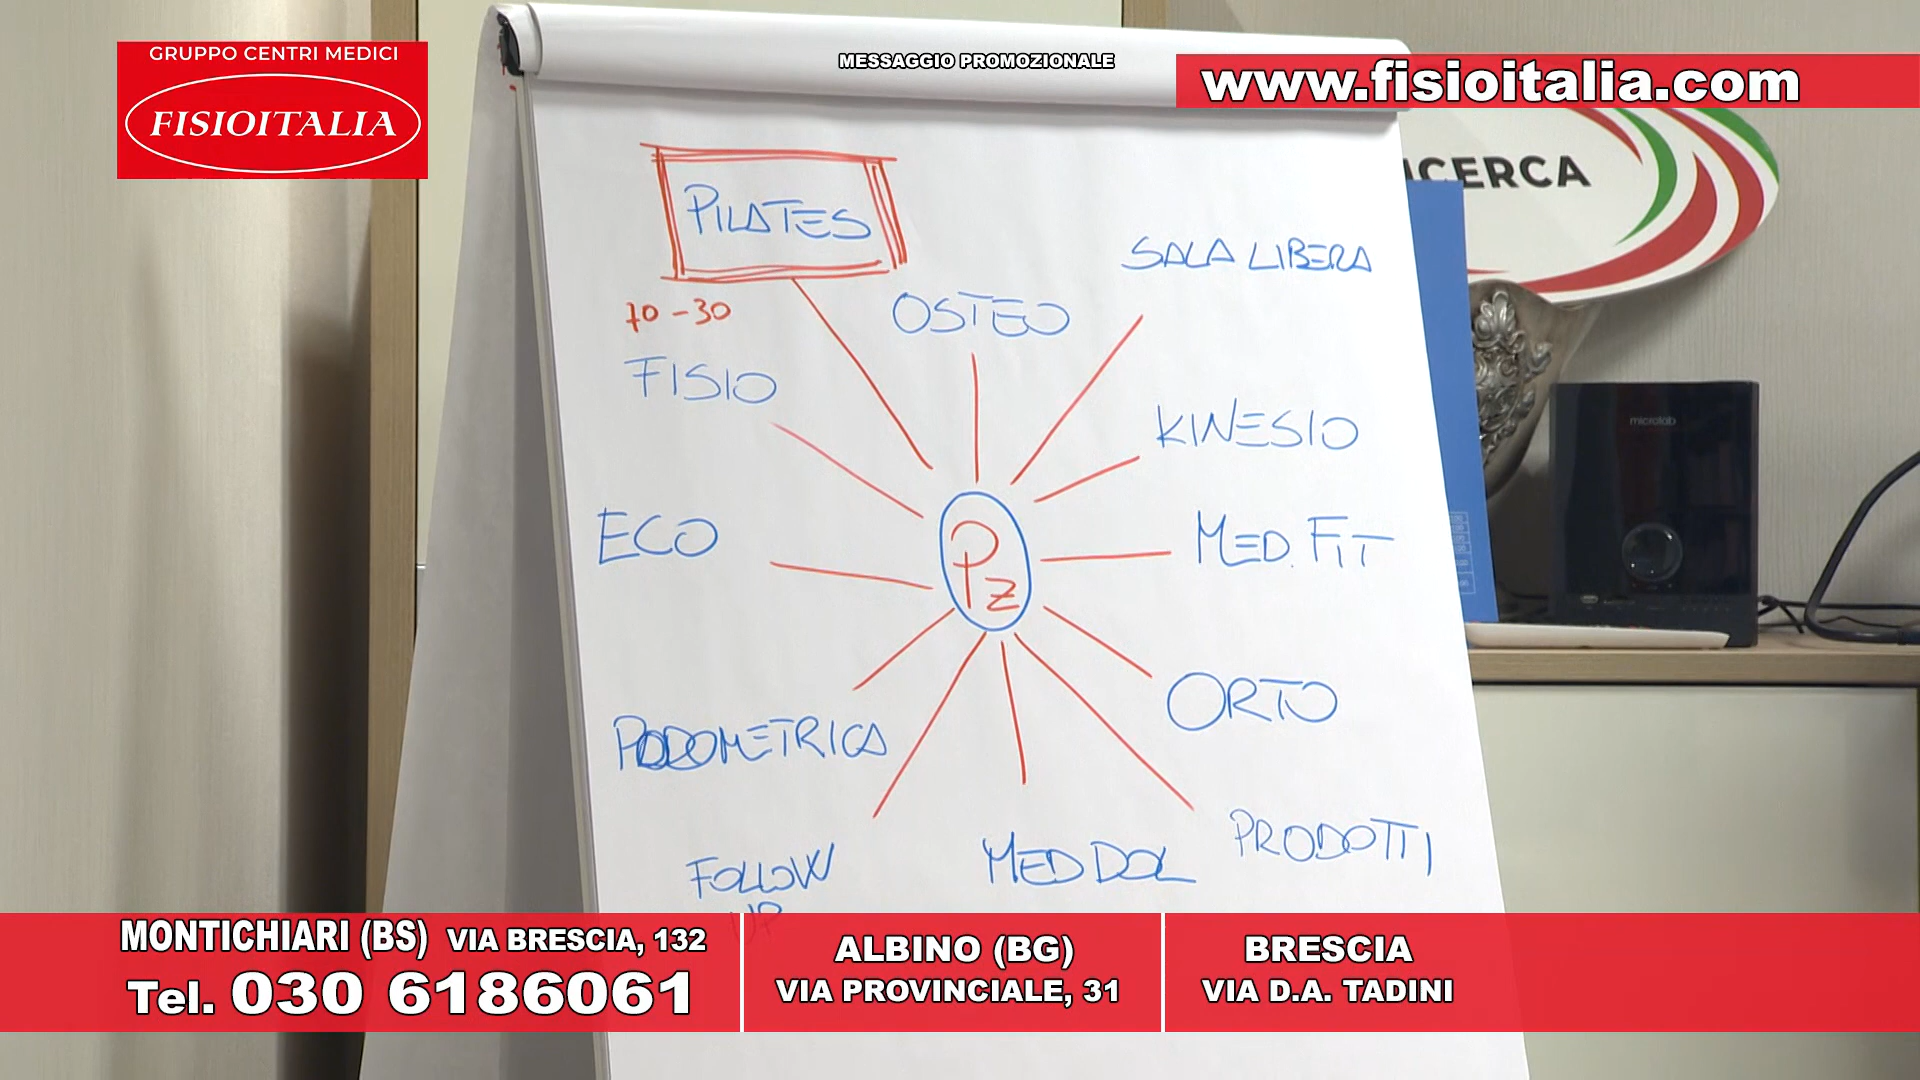 GRUPPO CENTRI MEDICI
FISIOITALIA
MESSAGGIO PROMOZIONALE
www.fisioitalia.com
CERCA
PILATES
SALA LIBERA
70-30
OSTEO
FISIO
KINESIO
microlab
ECO
MED. FIT
Pz
ORTO
PODOMETRICA
PRODOTTI
FOLLOW
UP
MED DOL
MONTICHIARI (BS) VIA BRESCIA, 132
Tel. 030 6186061
ALBINO (BG)
VIA PROVINCIALE, 31
BRESCIA
VIA D.A. TADINI